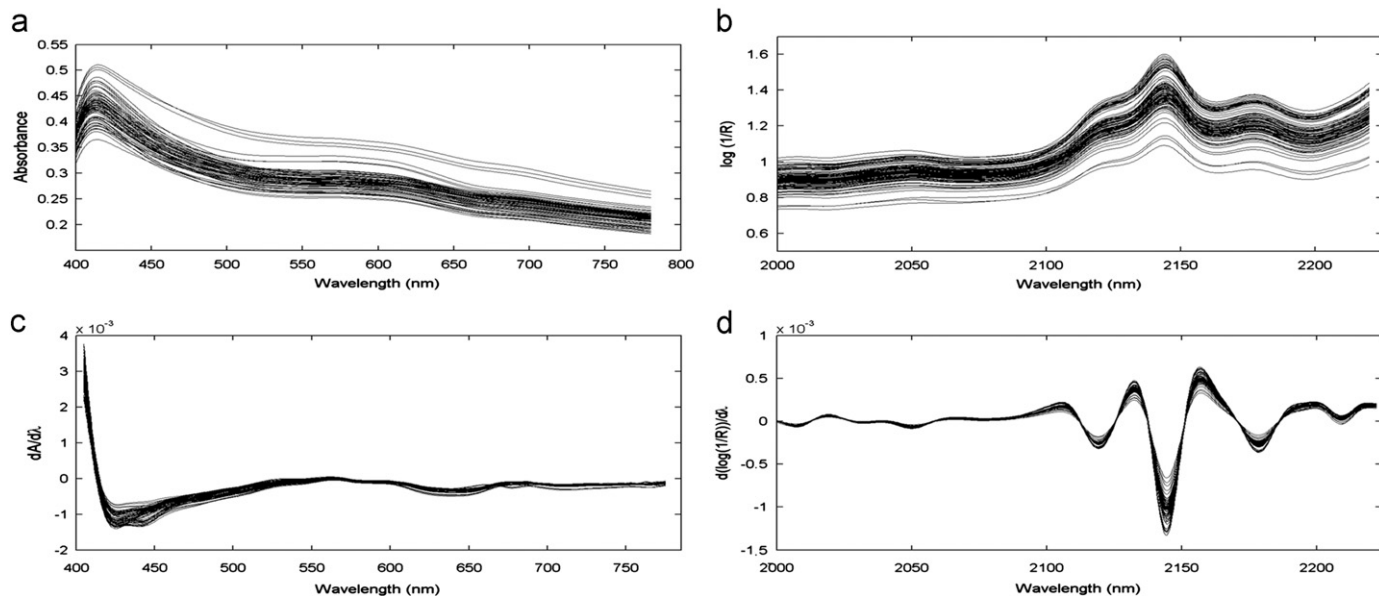 a
0.55
0.5
0.45
0.4
0.35
0.3
0.25
0.2
Absorbance
400 450 500 550 600 650 700 750 800
Wavelength (nm)
b
1.6
1.4
1.2
1
0.8
0.6
log (1/R)
2000 2050 2100 2150 2200
Wavelength (nm)
c
x 10-3
4
3
2
1
0
-1
-2
dA/dλ
400 450 500 550 600 650 700 750
Wavelength (nm)
d
x 10-3
1
0.5
0
-0.5
-1
-1,5
d(log(1/R))/dλ
2000 2050 2100 2150 2200
Wavelength (nm)